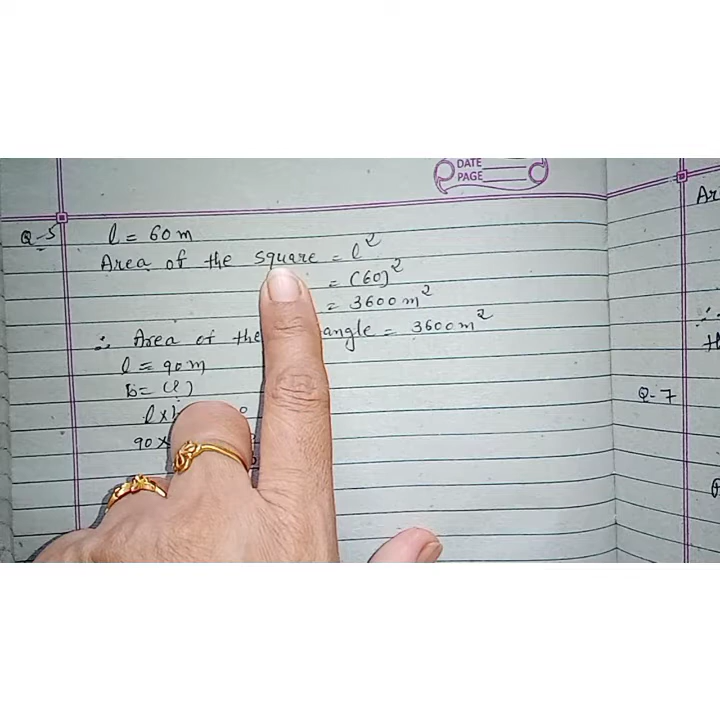 DATE
PAGE
Q-5 l = 60 m
Area of the square = l²
= (60)²
= 3600 m²
∴ Area of the angle = 3600 m²
l = 90 m
b = (?)
l x
90 x
Ar
∴
th
Q-7